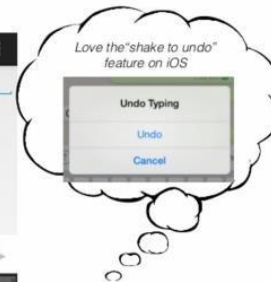 Love the“shake to undo”
feature on iOS
Undo Typing
Undo
Cancel